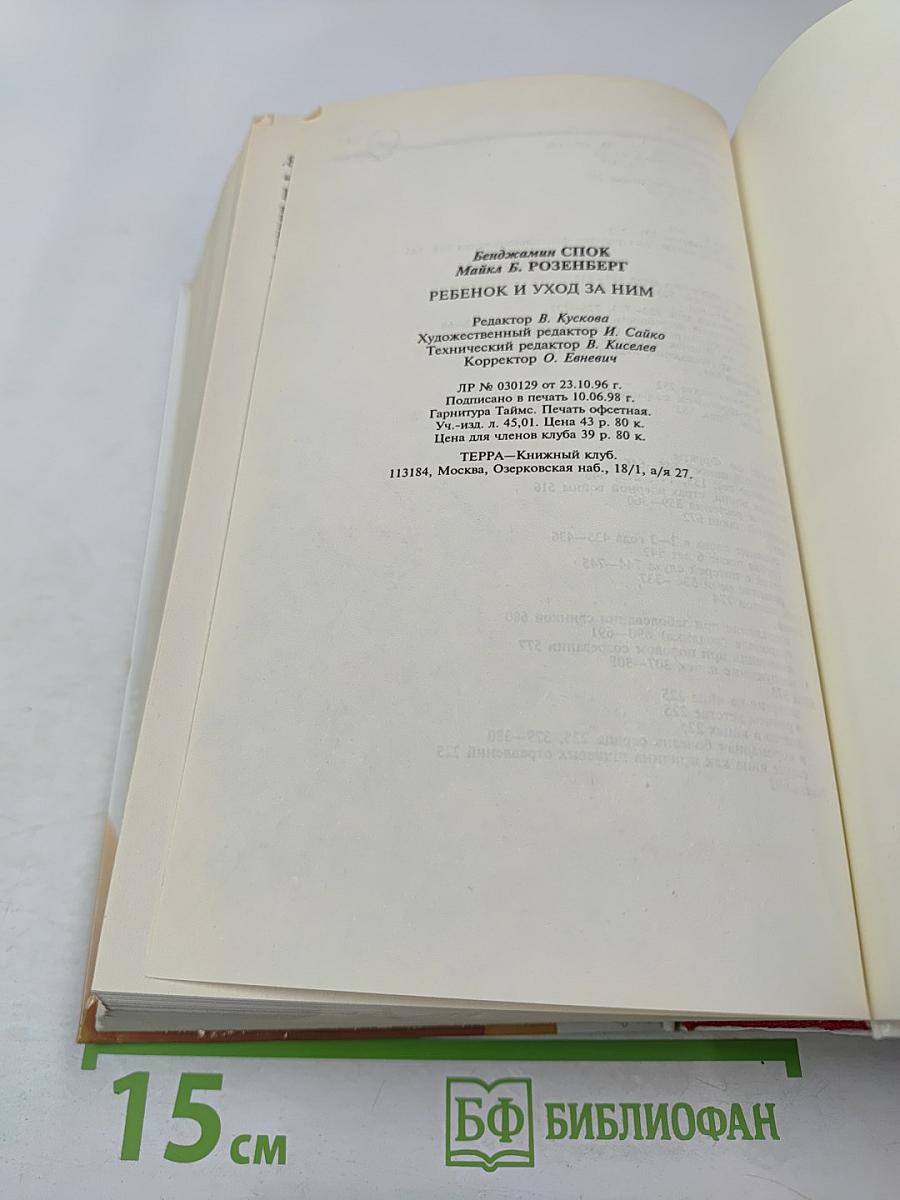 Бенджамин СПОК
Майкл Б. РОЗЕНБЕРГ
РЕБЕНОК И УХОД ЗА НИМ
Редактор В. Кускова
Художественный редактор И. Сайко
Технический редактор В. Киселев
Корректор О. Евневич
ЛР № 030129 от 23.10.96 г.
Подписано в печать 10.06.98 г.
Гарнитура Таймс. Печать офсетная.
Уч.-изд. л. 45,01. Цена 43 р. 80 к.
Цена для членов клуба 39 р. 80 к.
ТЕРРА—Книжный клуб.
113184, Москва, Озерковская наб., 18/1, а/я 27.
15 см
БФ БИБЛИОФАН